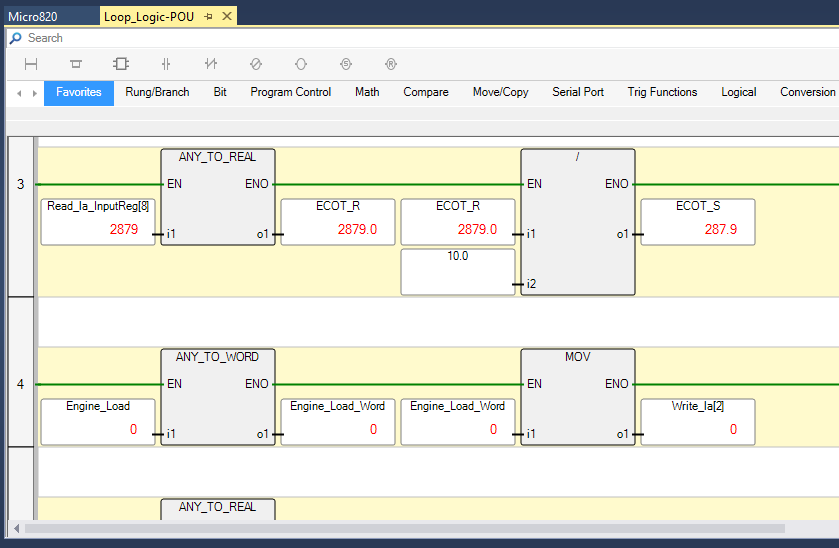 Micro820 Loop_Logic-POU
Search
Favorites Rung/Branch Bit Program Control Math Compare Move/Copy Serial Port Trig Functions Logical Conversion
ANY_TO_REAL /
3 EN ENO EN ENO
Read_Ia_InputReg[8] ECOT_R ECOT_R ECOT_S
2879 i1 o1 2879.0 2879.0 i1 o1 287.9
10.0
i2
ANY_TO_WORD MOV
4 EN ENO EN ENO
Engine_Load Engine_Load_Word Engine_Load_Word Write_Ia[2]
0 i1 o1 0 0 i1 o1 0
ANY_TO_REAL